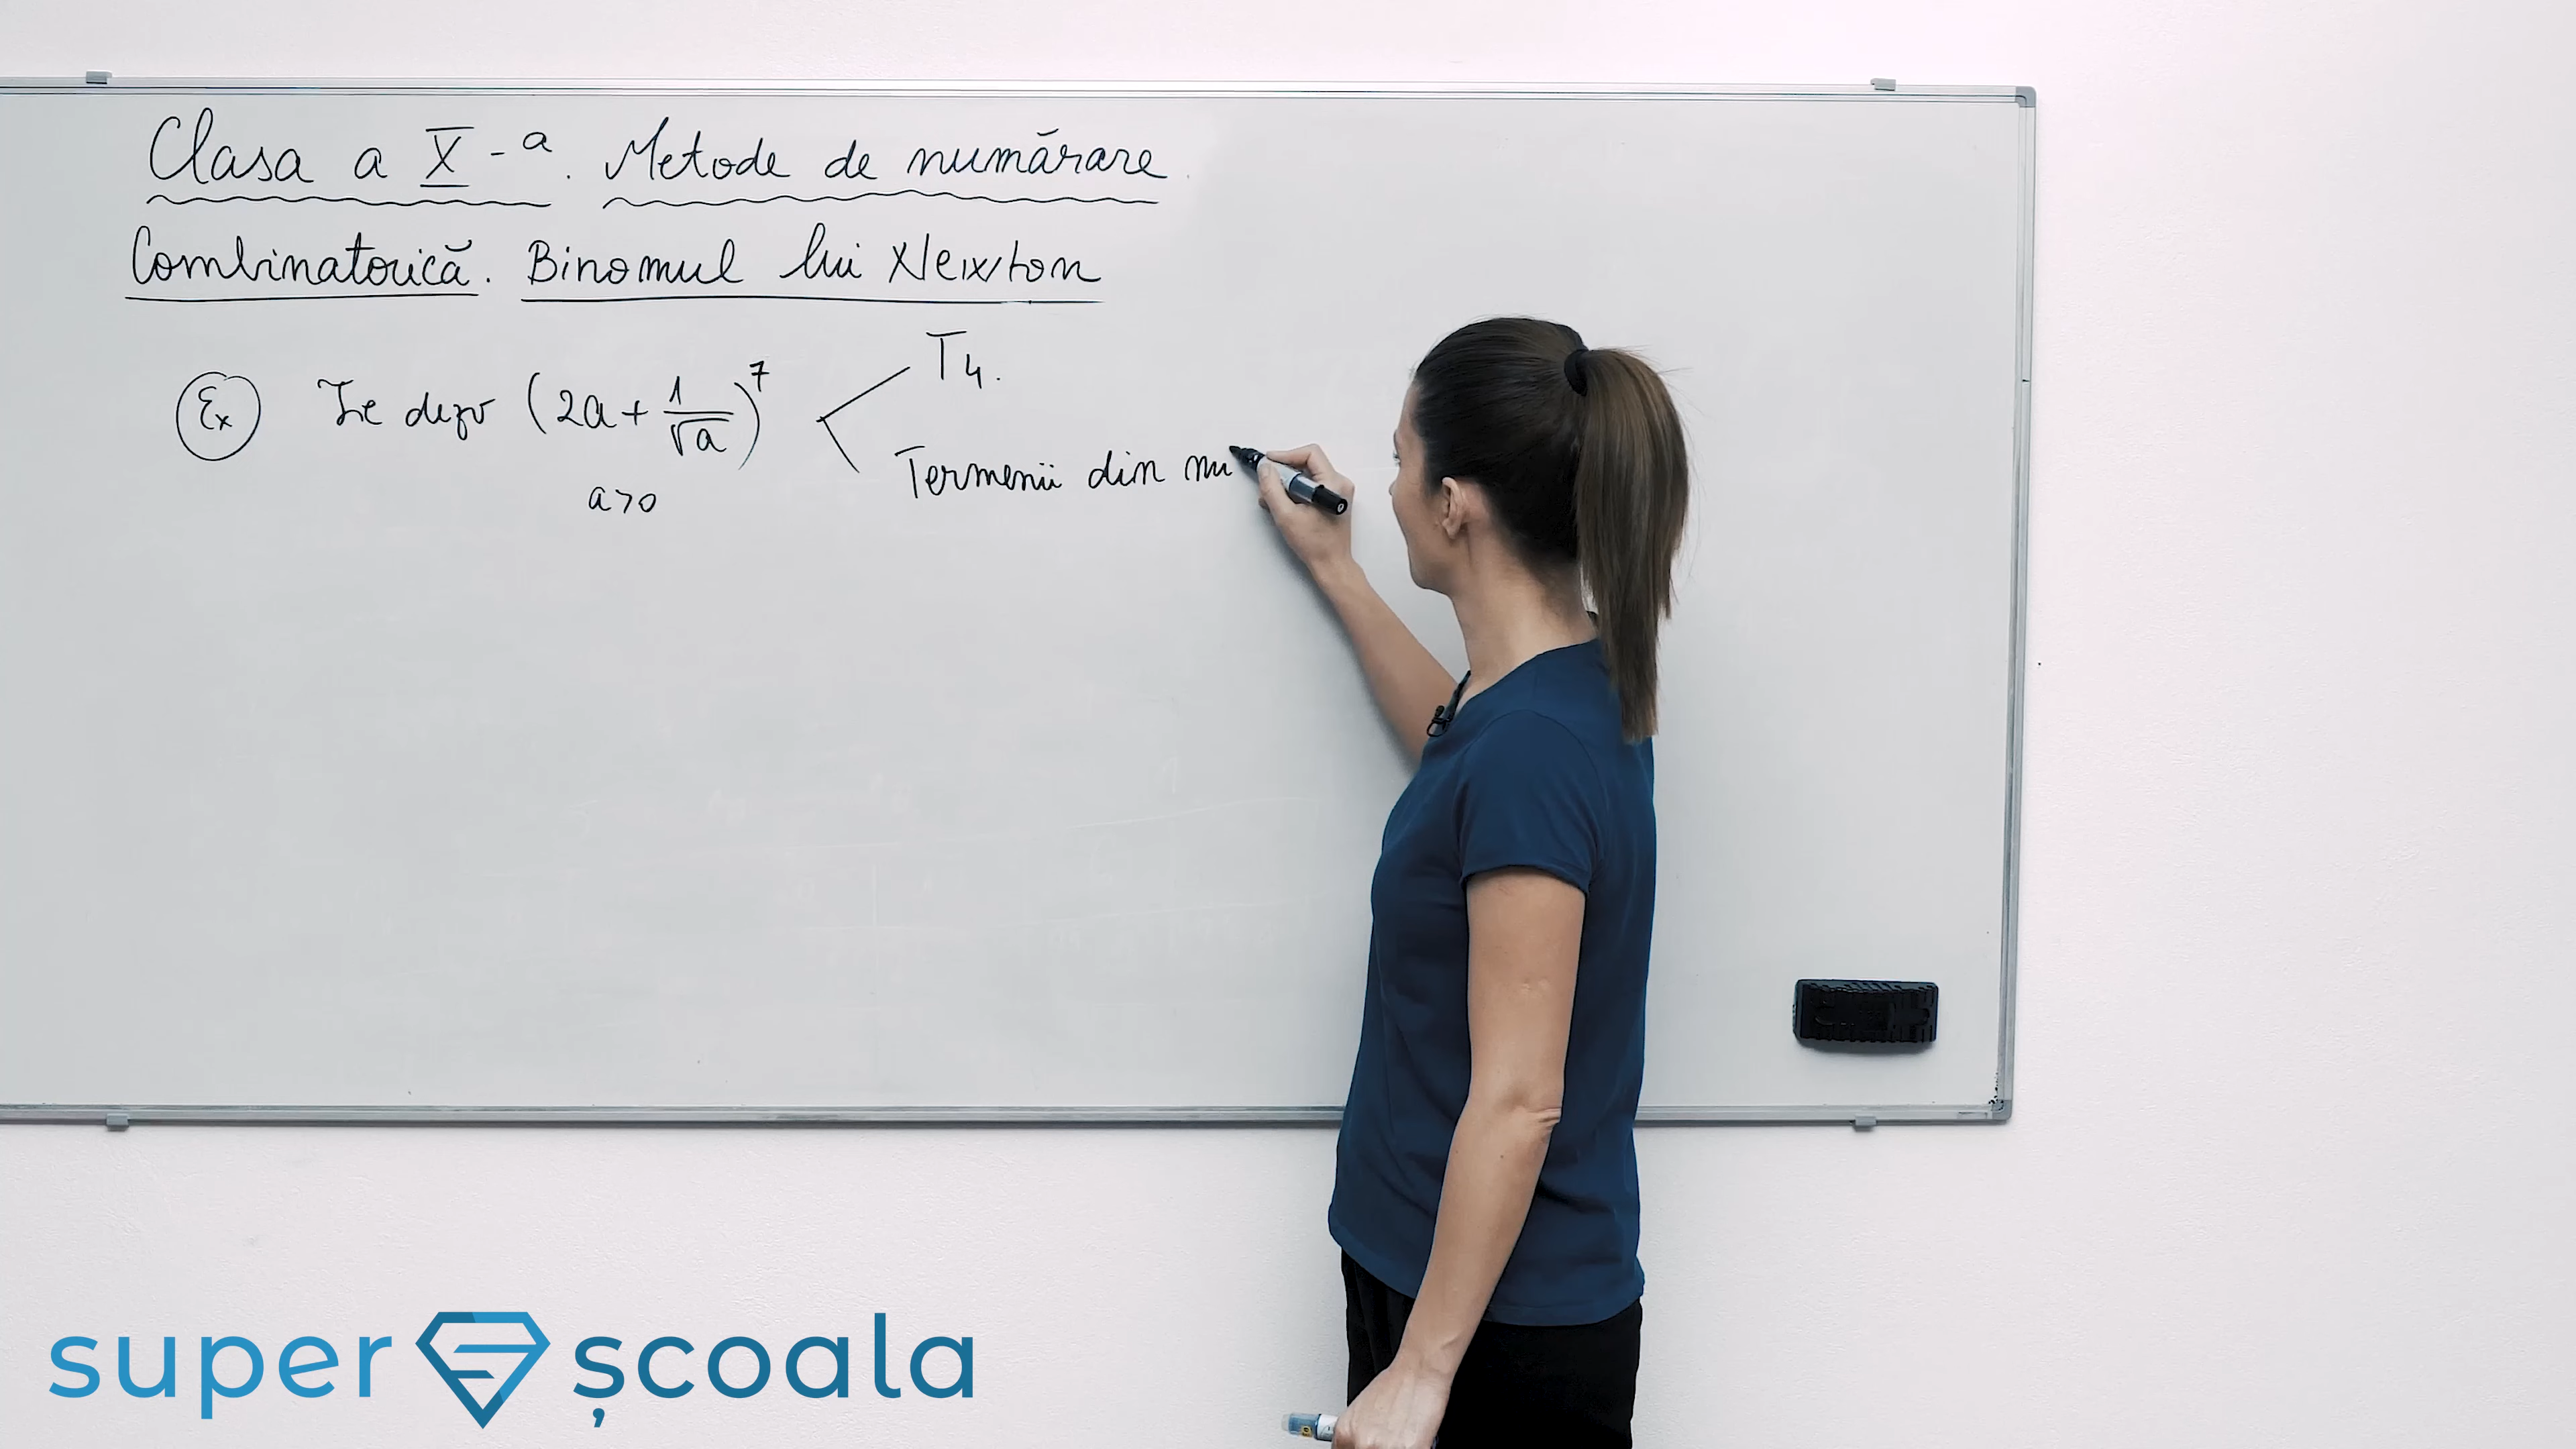 Clasa a X-a. Metode de numărare
Combinatorică. Binomul lui Newton
Ex Se dezv (2a + 1/√a)^7
T4.
Termenii din nu
a>0
super școala